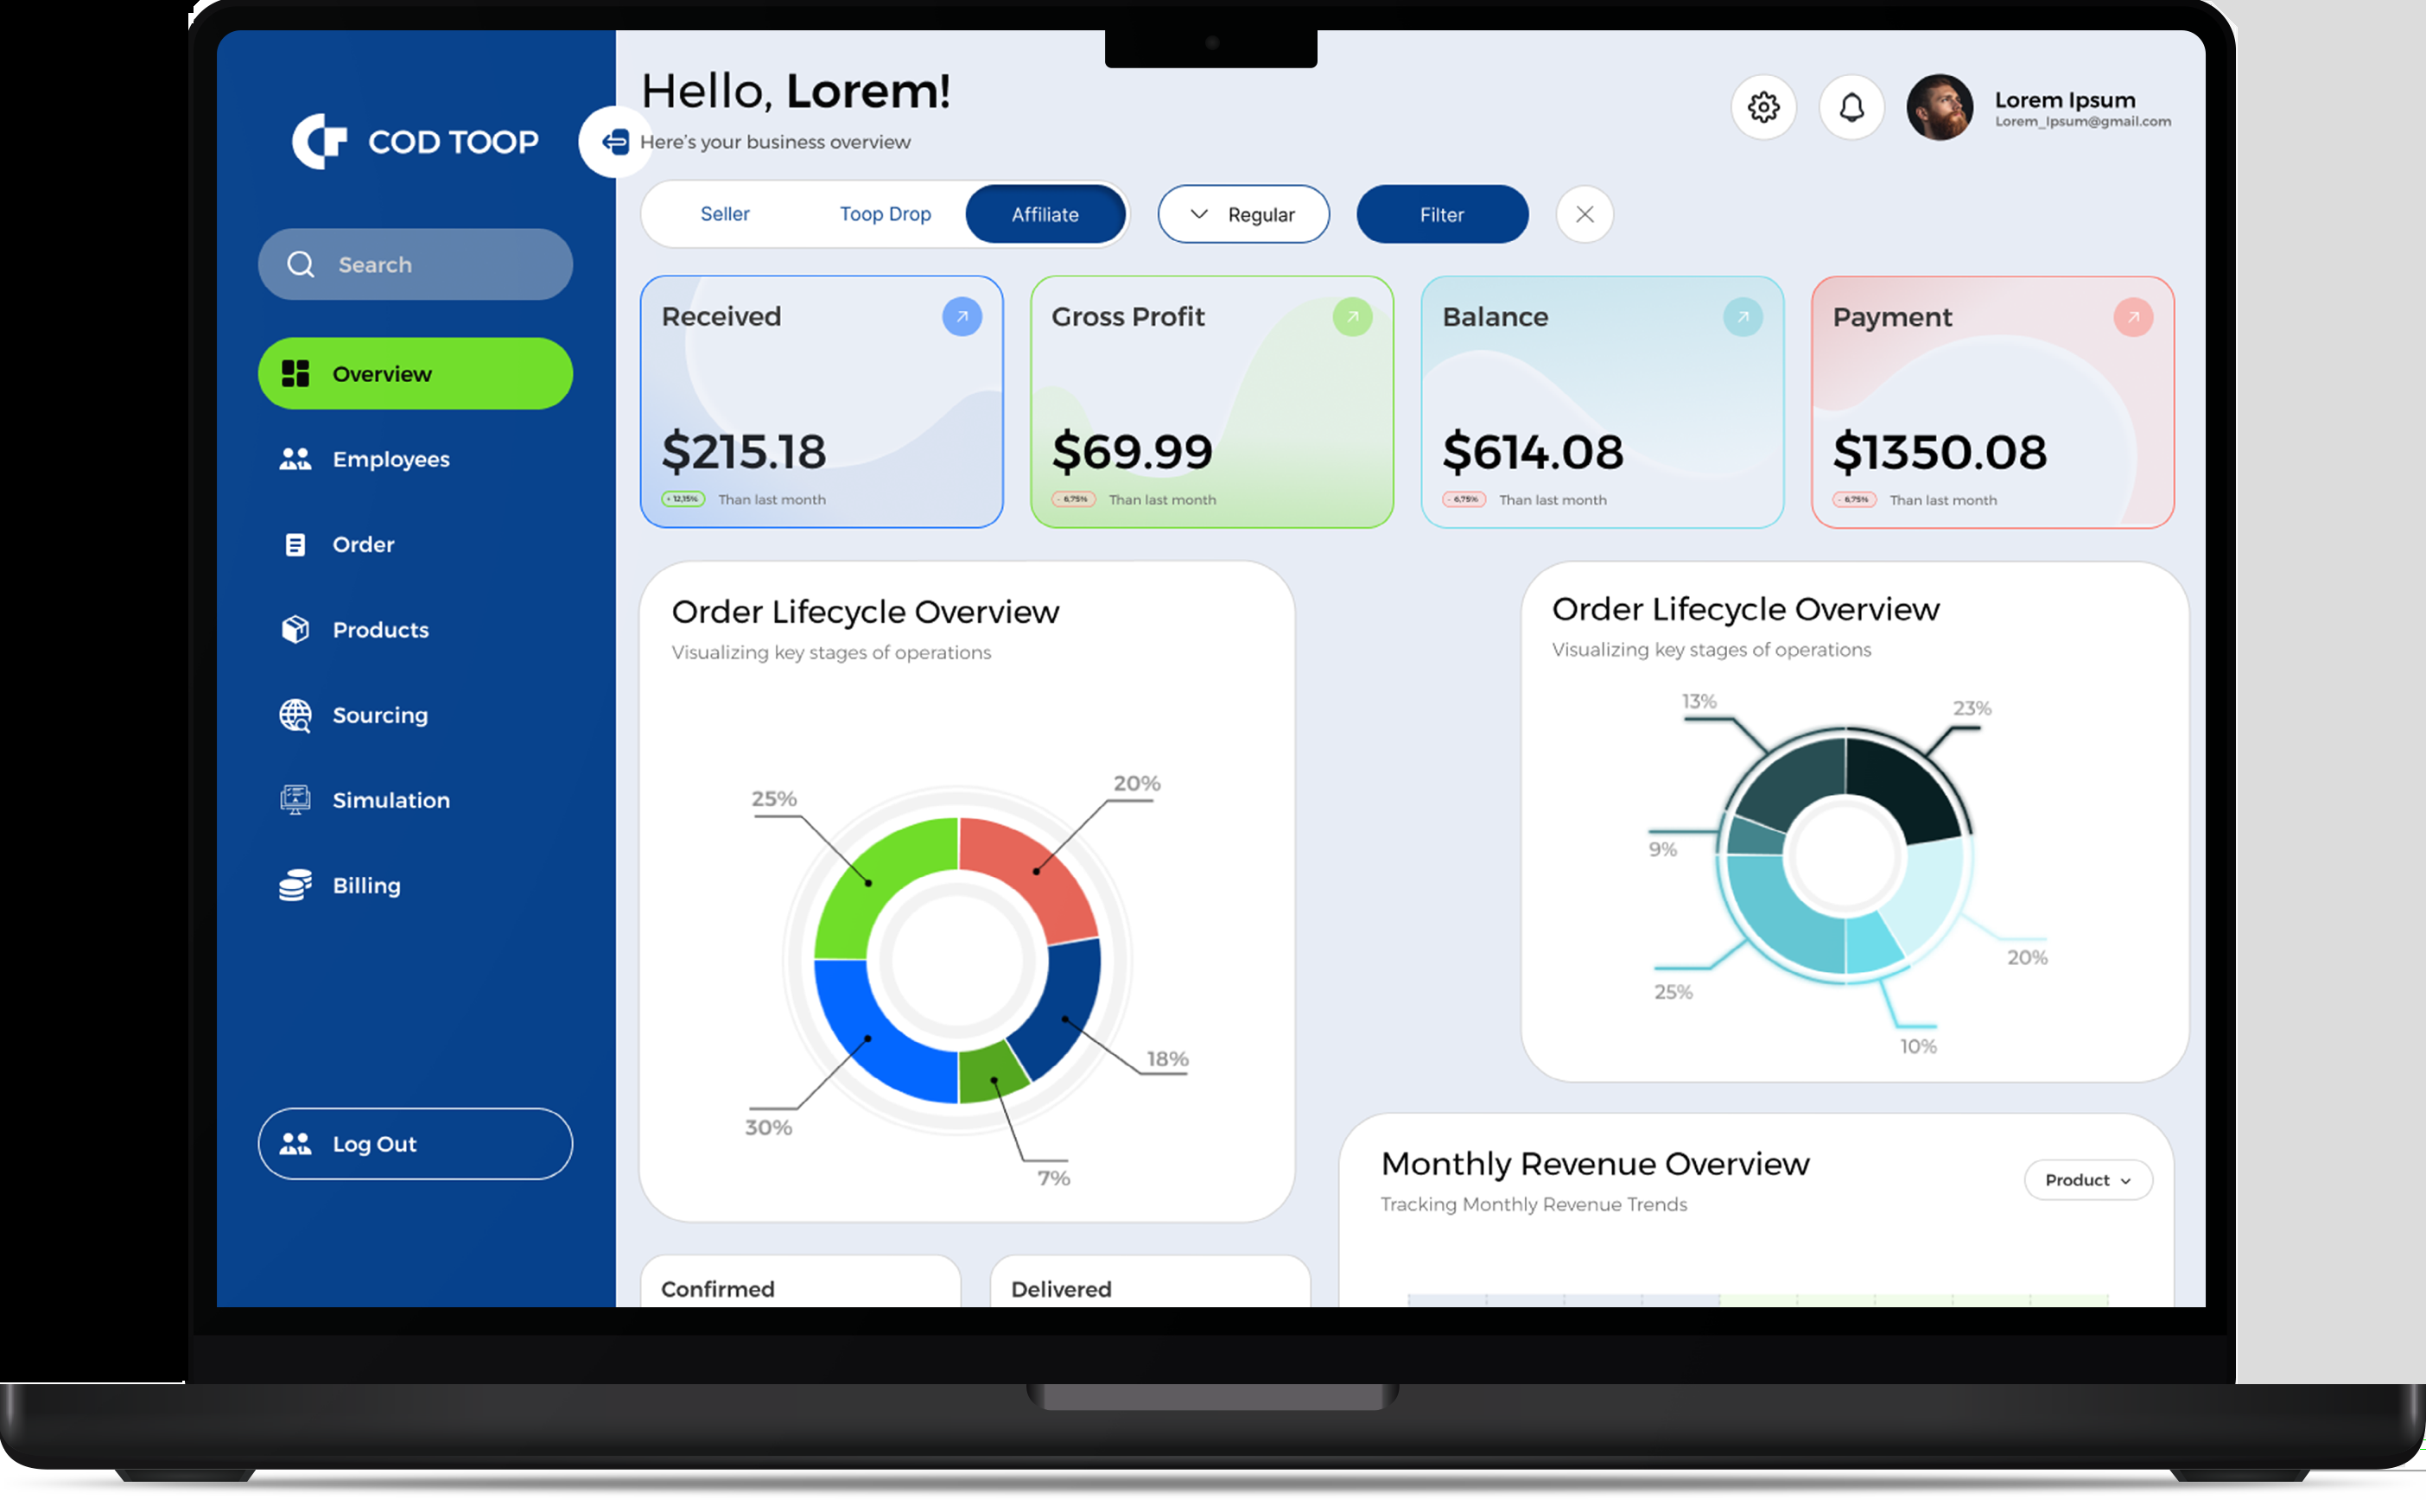 COD TOOP
Search
Overview
Employees
Order
Products
Sourcing
Simulation
Billing
Log Out
Hello, Lorem!
Here's your business overview
Lorem Ipsum
Lorem_Ipsum@gmail.com
Seller Toop Drop Affiliate Regular Filter
Received
$215.18
+ 12,15% Than last month
Gross Profit
$69.99
- 6,75% Than last month
Balance
$614.08
- 6,75% Than last month
Payment
$1350.08
- 6,75% Than last month
Order Lifecycle Overview
Visualizing key stages of operations
25%
20%
18%
30%
7%
Order Lifecycle Overview
Visualizing key stages of operations
13%
23%
9%
20%
25%
10%
Monthly Revenue Overview
Tracking Monthly Revenue Trends
Product
Confirmed
Delivered